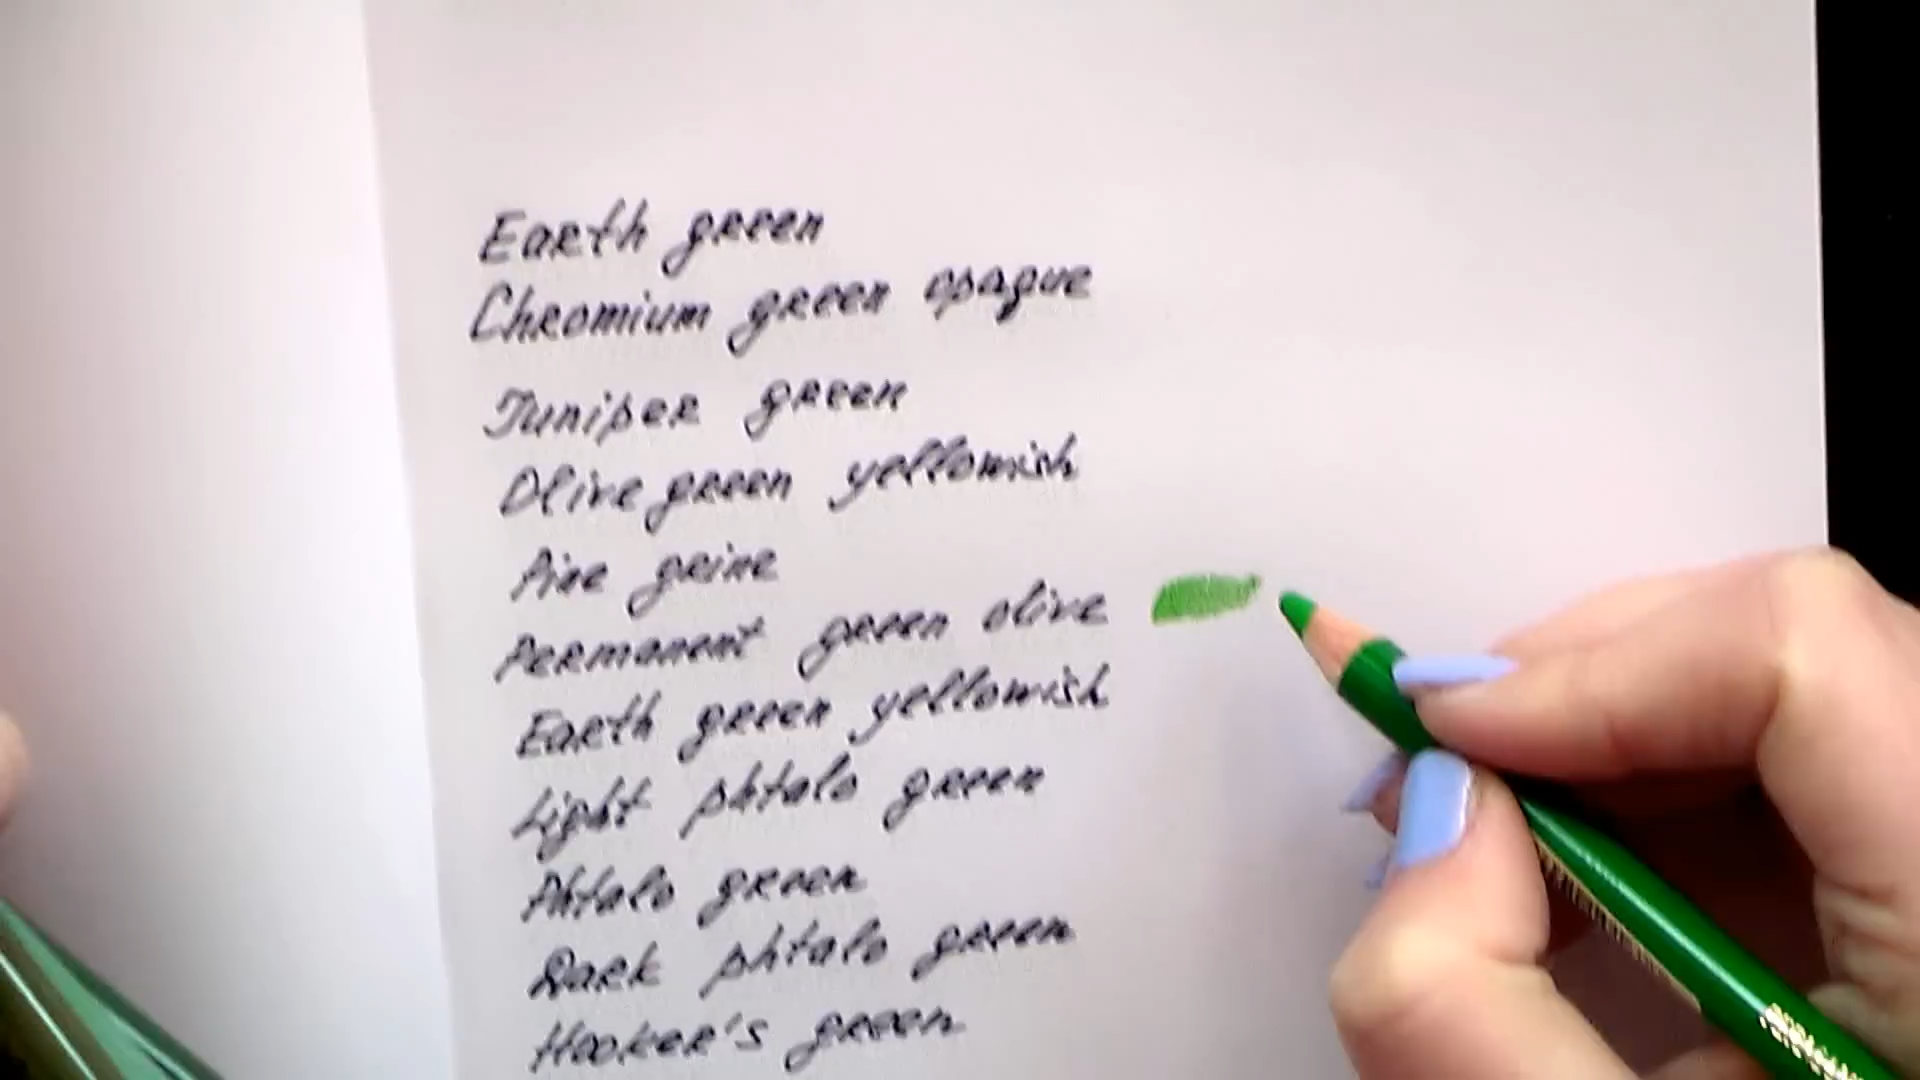 Earth green
Chromium green opaque
Juniper green
Olive green yellowish
Pine grine
Permanent green olive
Earth green yellowish
Light phtalo green
Phtalo green
Dark phtalo green
Hooker's green